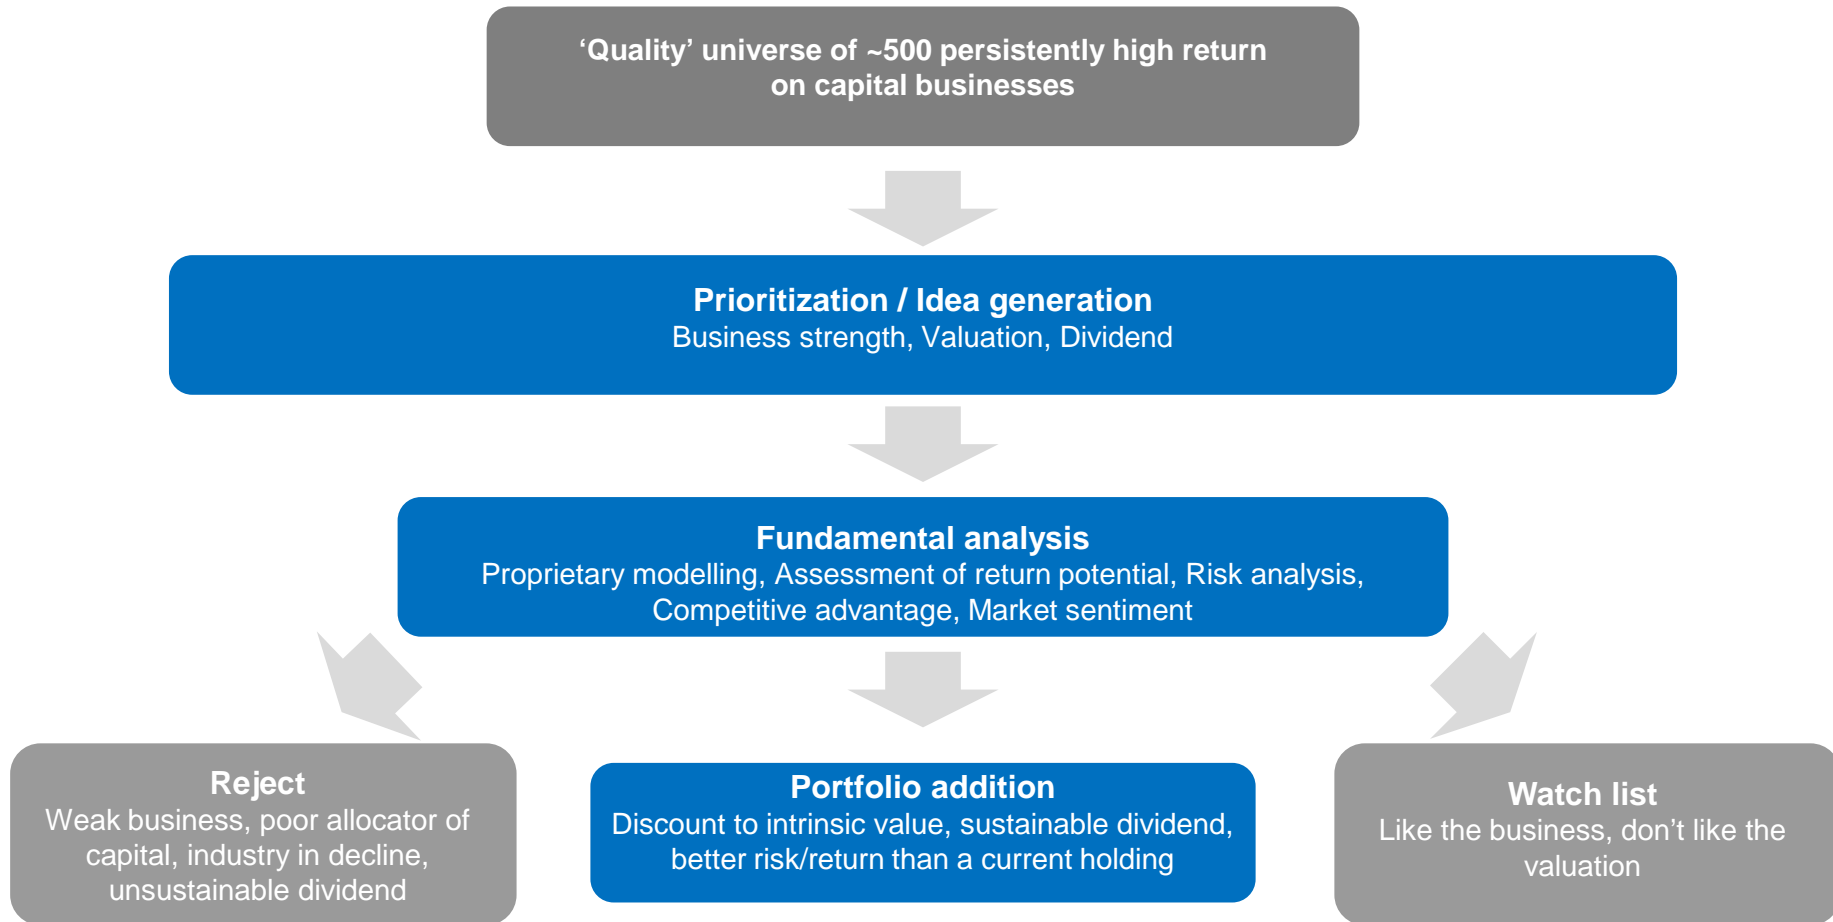 ‘Quality’ universe of ~500 persistently high return
on capital businesses
Prioritization / Idea generation
Business strength, Valuation, Dividend
Fundamental analysis
Proprietary modelling, Assessment of return potential, Risk analysis,
Competitive advantage, Market sentiment
Reject
Weak business, poor allocator of
capital, industry in decline,
unsustainable dividend
Portfolio addition
Discount to intrinsic value, sustainable dividend,
better risk/return than a current holding
Watch list
Like the business, don’t like the
valuation